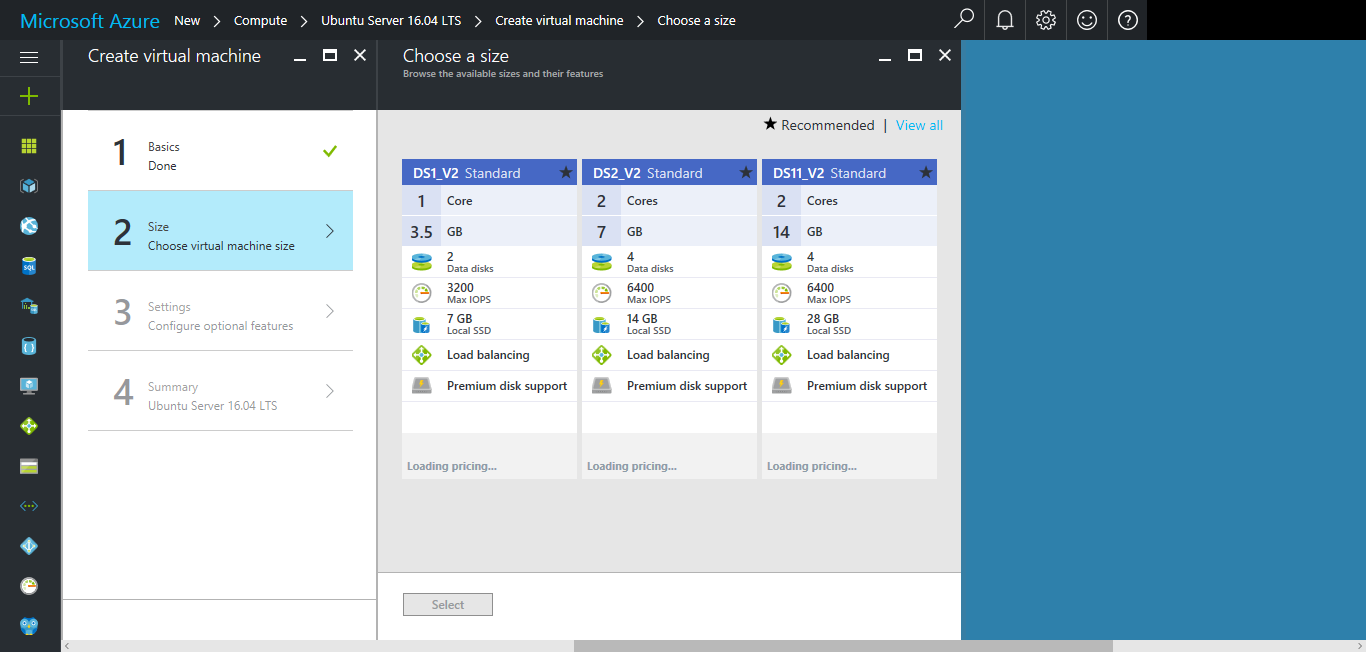 Microsoft Azure New > Compute > Ubuntu Server 16.04 LTS > Create virtual machine > Choose a size
Create virtual machine
1
Basics
Done
2
Size
Choose virtual machine size
3
Settings
Configure optional features
4
Summary
Ubuntu Server 16.04 LTS
Choose a size
Browse the available sizes and their features
★ Recommended | View all
DS1_V2 Standard ★
1 Core
3.5 GB
2
Data disks
3200
Max IOPS
7 GB
Local SSD
Load balancing
Premium disk support
Loading pricing...
DS2_V2 Standard ★
2 Cores
7 GB
4
Data disks
6400
Max IOPS
14 GB
Local SSD
Load balancing
Premium disk support
Loading pricing...
DS11_V2 Standard ★
2 Cores
14 GB
4
Data disks
6400
Max IOPS
28 GB
Local SSD
Load balancing
Premium disk support
Loading pricing...
Select
SQL